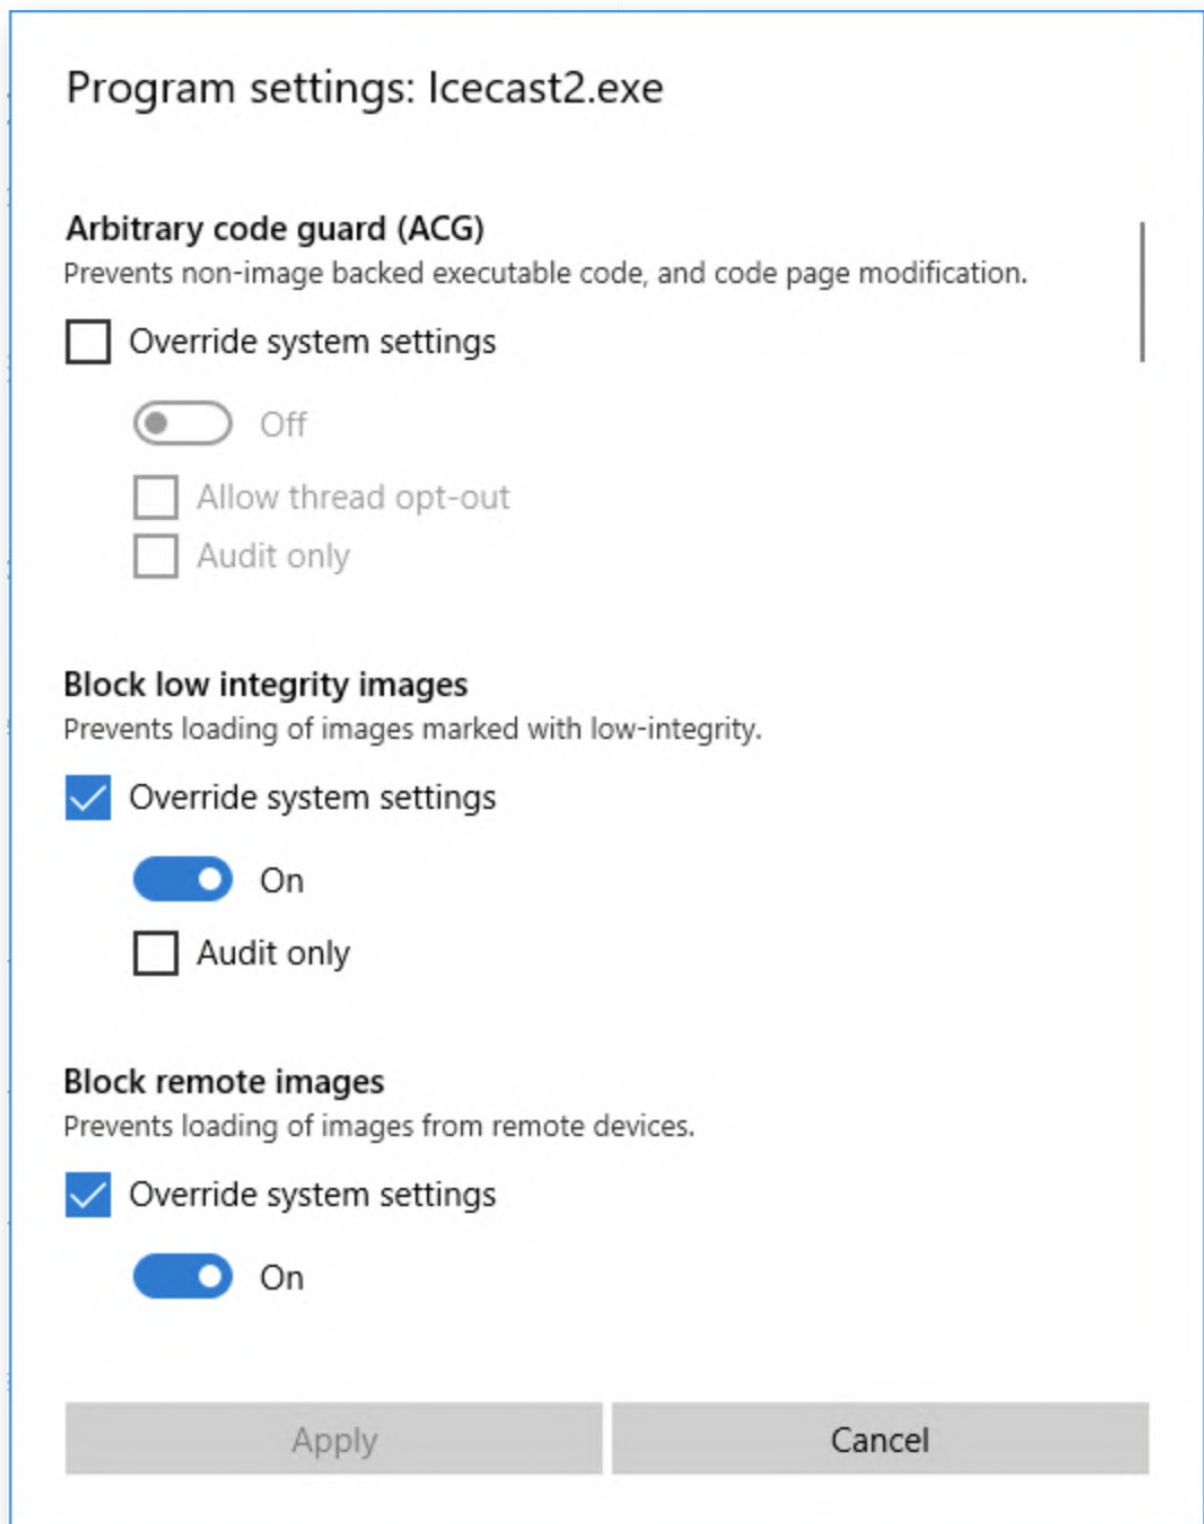 Program settings: Icecast2.exe
Arbitrary code guard (ACG)
Prevents non-image backed executable code, and code page modification.
Override system settings
Off
Allow thread opt-out
Audit only
Block low integrity images
Prevents loading of images marked with low-integrity.
Override system settings
On
Audit only
Block remote images
Prevents loading of images from remote devices.
Override system settings
On
Apply
Cancel